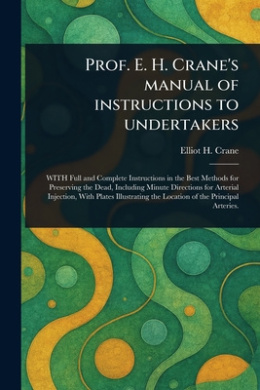 Prof. E. H. Crane's
manual of
instructions to
undertakers
Elliot H. Crane
WITH Full and Complete Instructions in the Best Methods for
Preserving the Dead, Including Minute Directions for Arterial
Injection, With Plates Illustrating the Location of the Principal
Arteries.